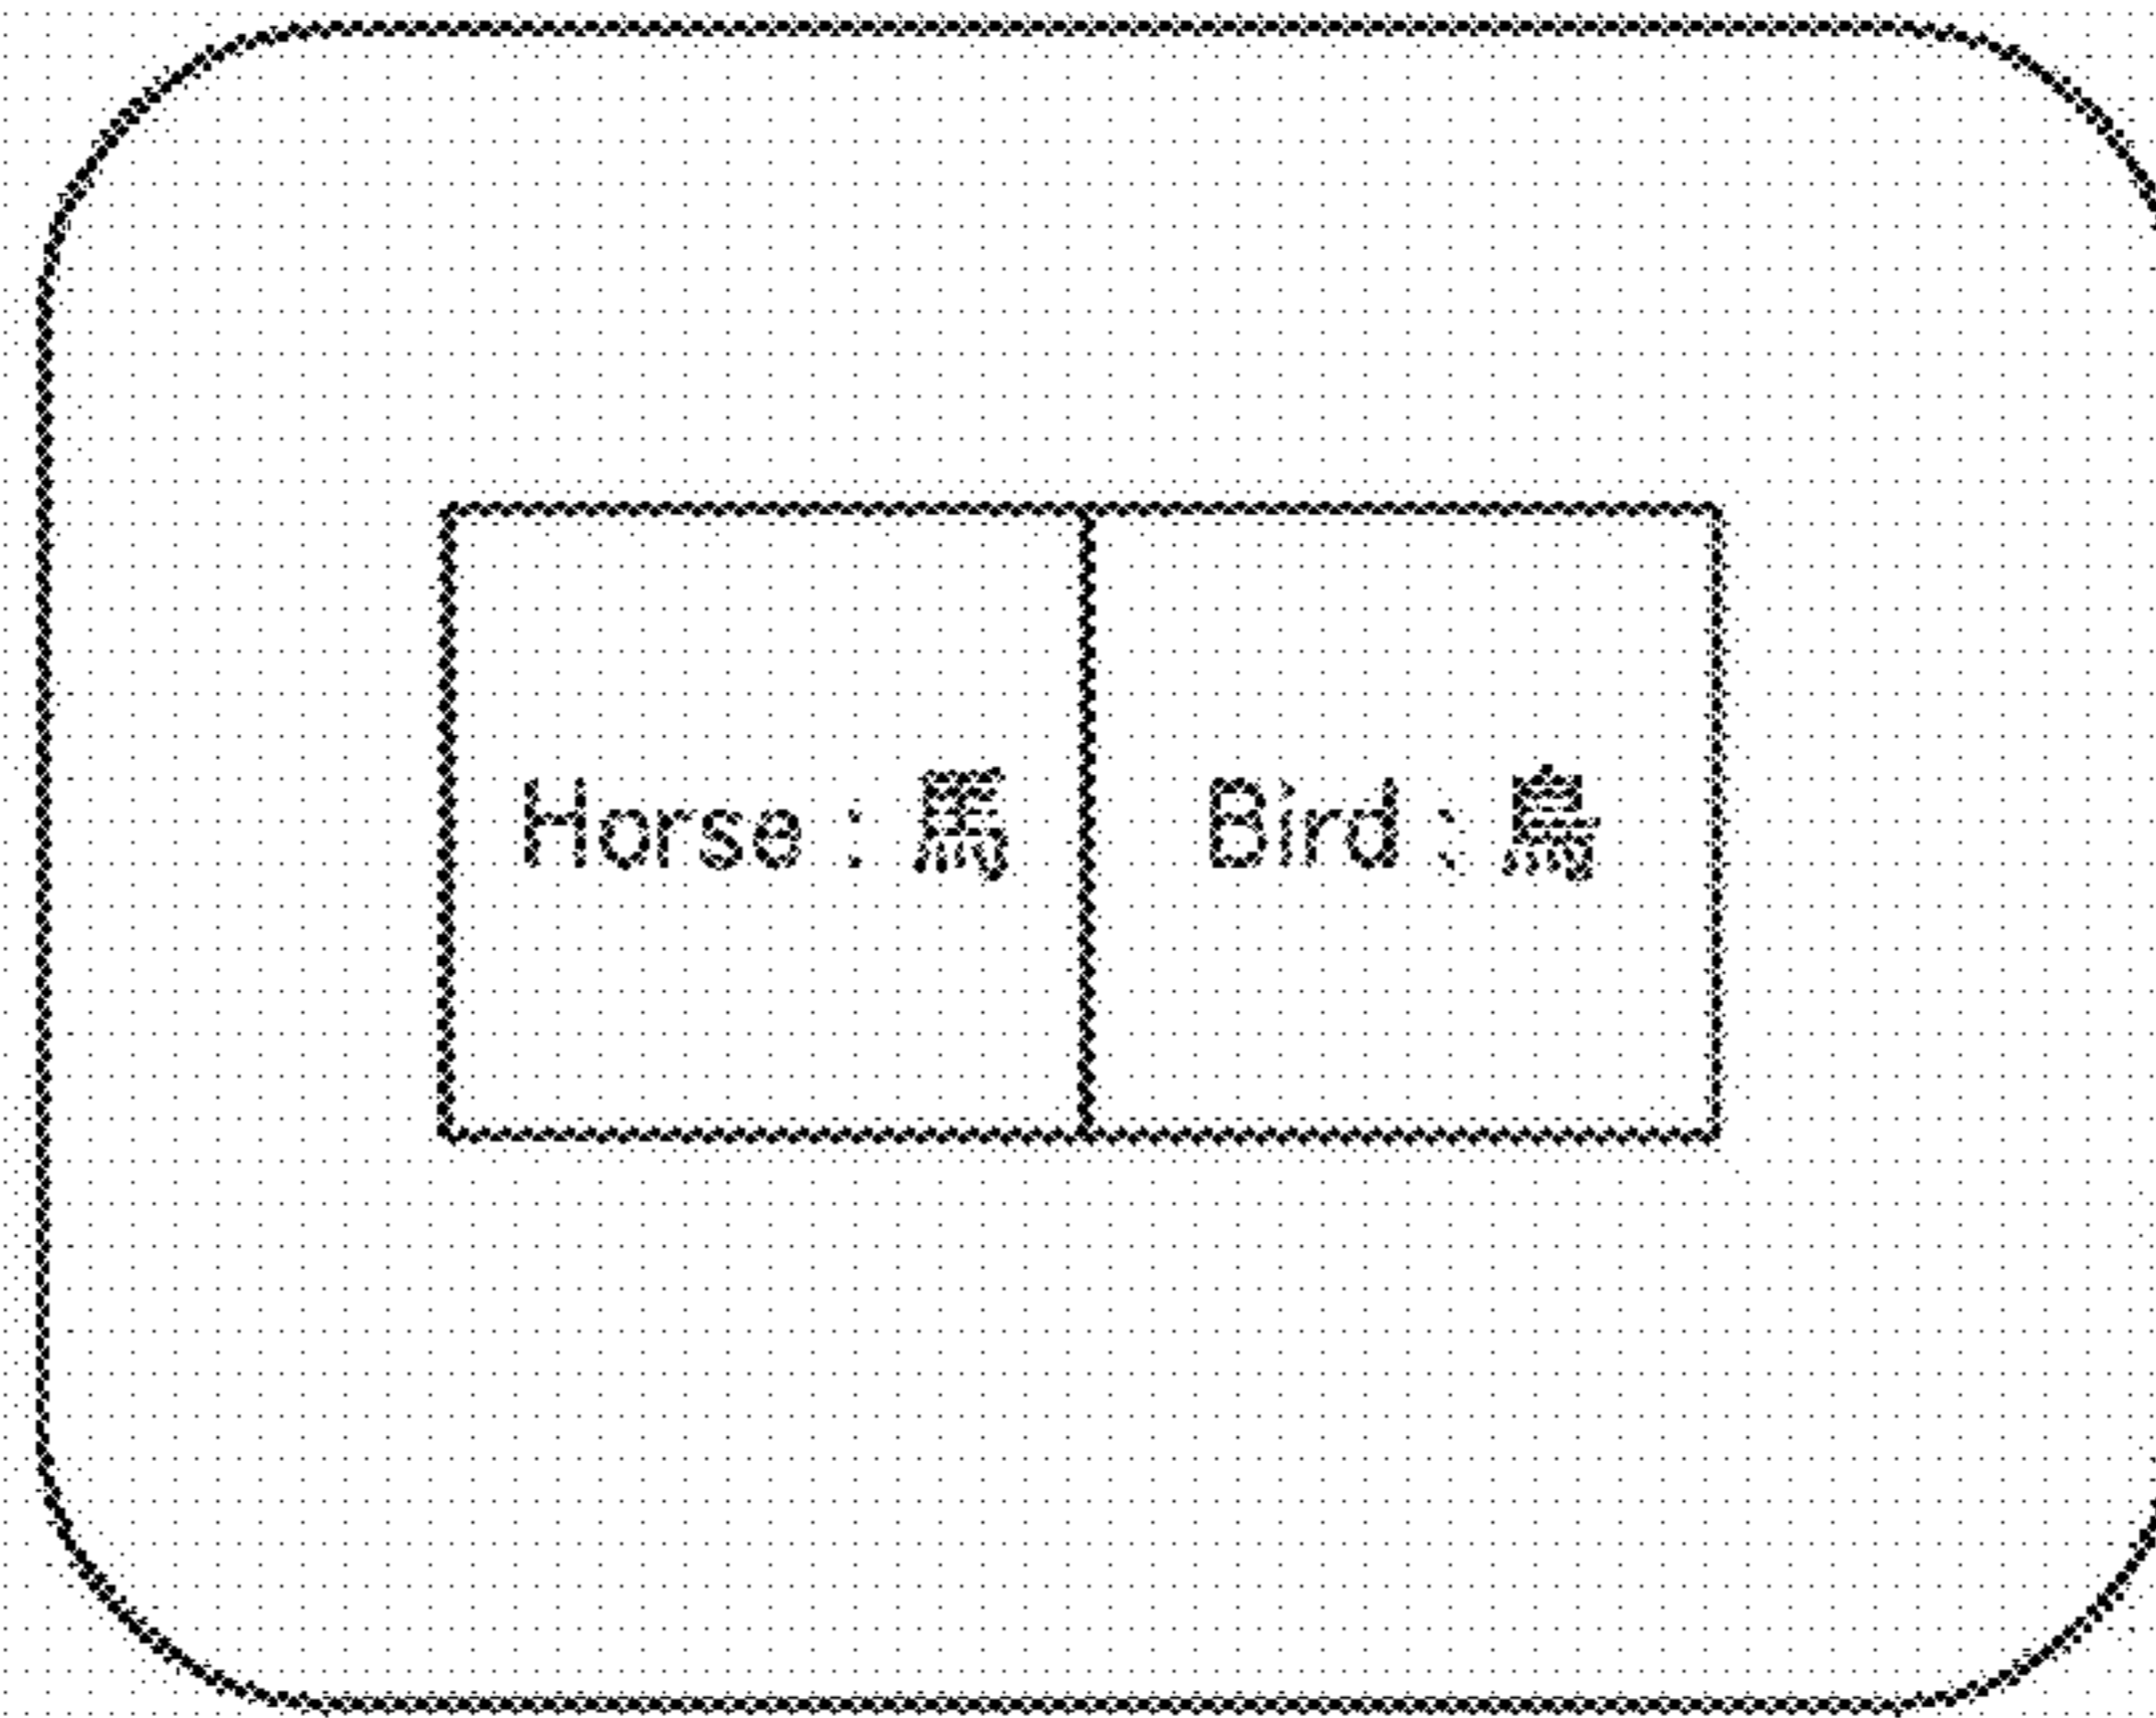 Horse : 馬
Bird : 鳥